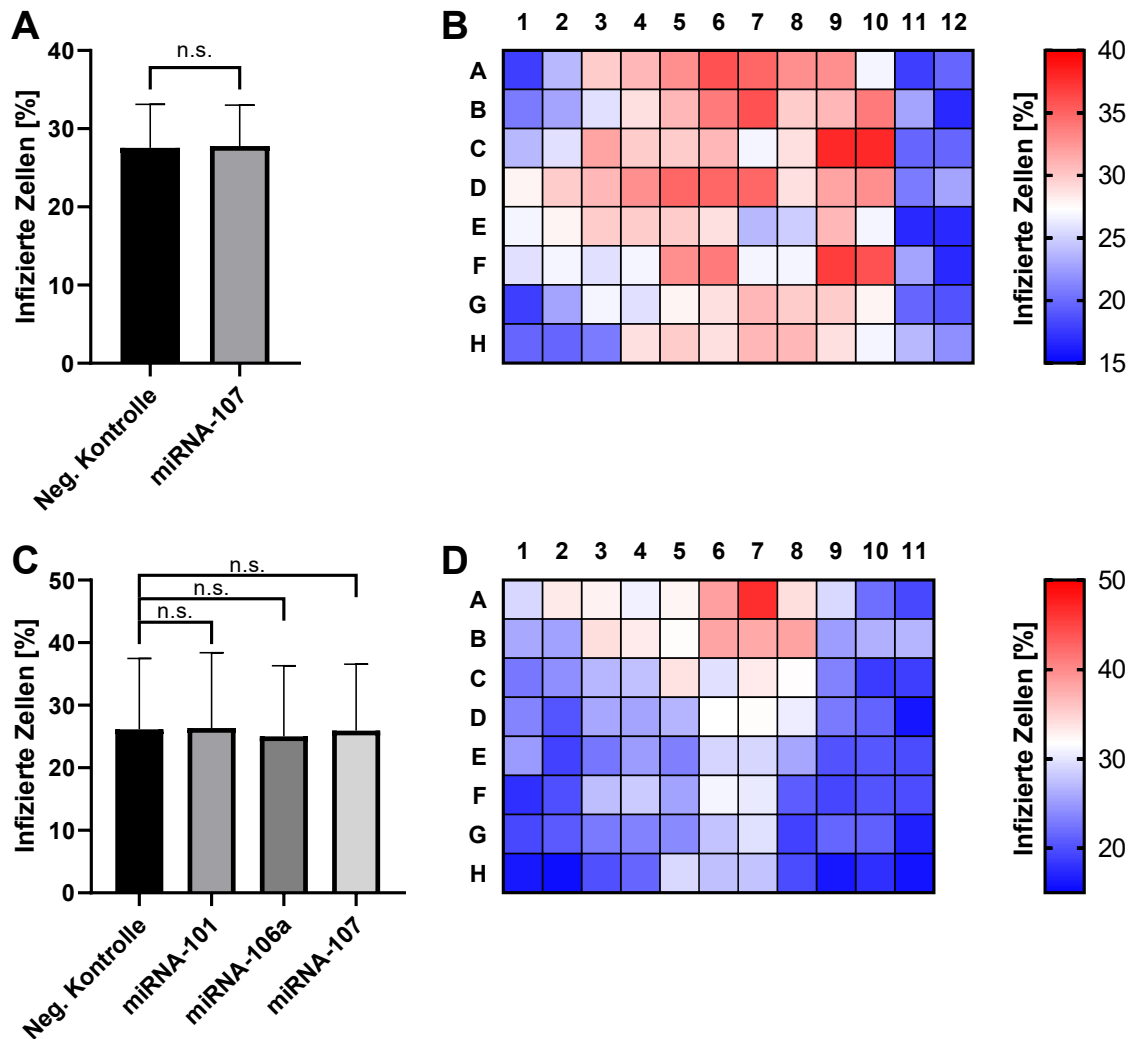 A
n.s.
40
30
20
10
0
Infizierte Zellen [%]
Neg. Kontrolle
miRNA-107
B
1 2 3 4 5 6 7 8 9 10 11 12
A
B
C
D
E
F
G
H
Infizierte Zellen [%]
40
35
30
25
20
15
C
n.s.
n.s.
n.s.
50
40
30
20
10
0
Infizierte Zellen [%]
Neg. Kontrolle
miRNA-101
miRNA-106a
miRNA-107
D
1 2 3 4 5 6 7 8 9 10 11
A
B
C
D
E
F
G
H
Infizierte Zellen [%]
50
40
30
20